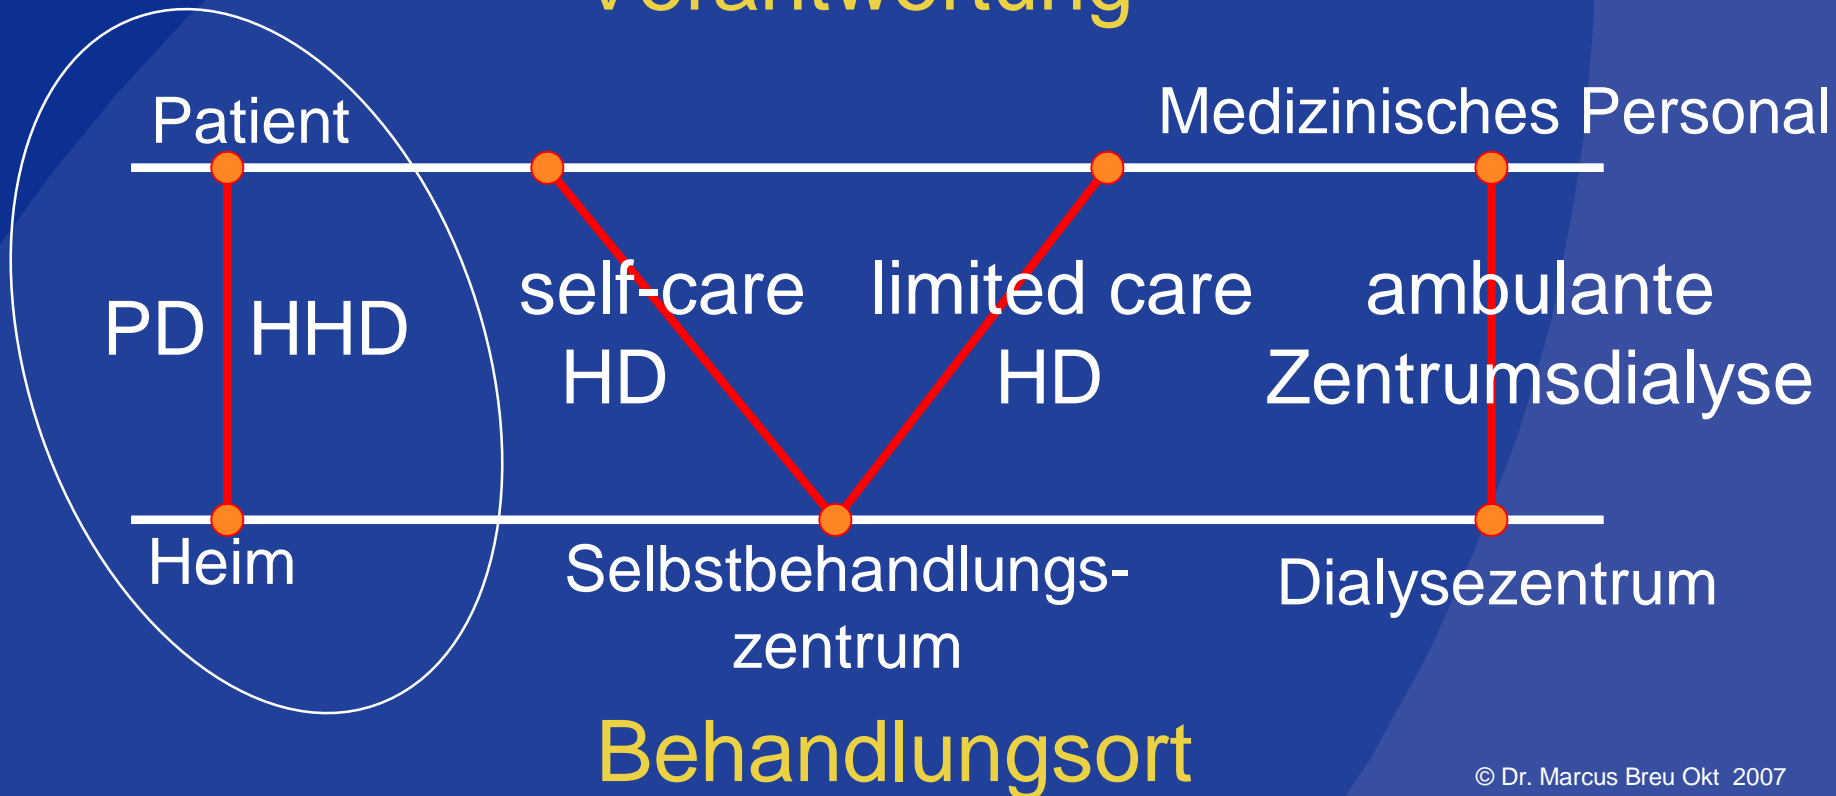 Verantwortung
Patient
Medizinisches Personal
PD HHD
self-care
HD
limited care
HD
ambulante
Zentrumsdialyse
Heim
Selbstbehandlungs-
zentrum
Dialysezentrum
Behandlungsort
© Dr. Marcus Breu Okt 2007